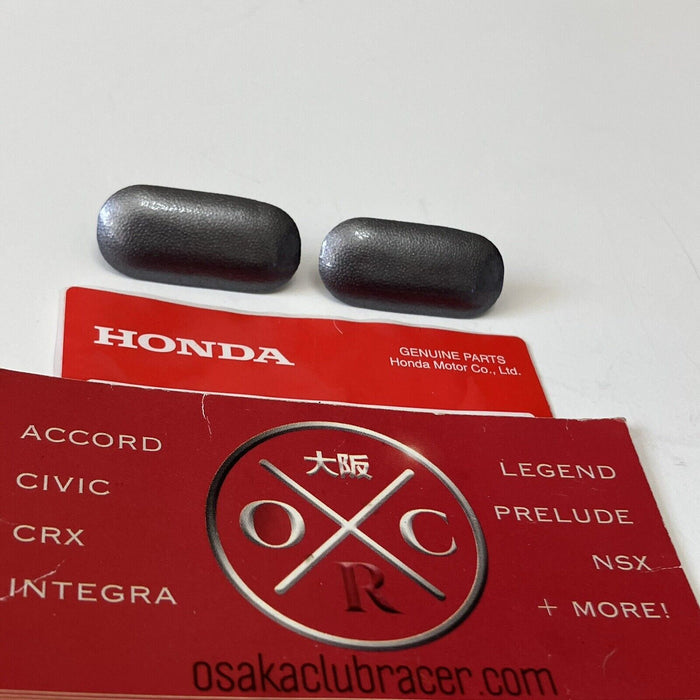 HONDA
GENUINE PARTS
Honda Motor Co., Ltd.
ACCORD
CIVIC
CRX
INTEGRA
大阪
O C
R
LEGEND
PRELUDE
NSX
+ MORE!
osakaclubracer.com